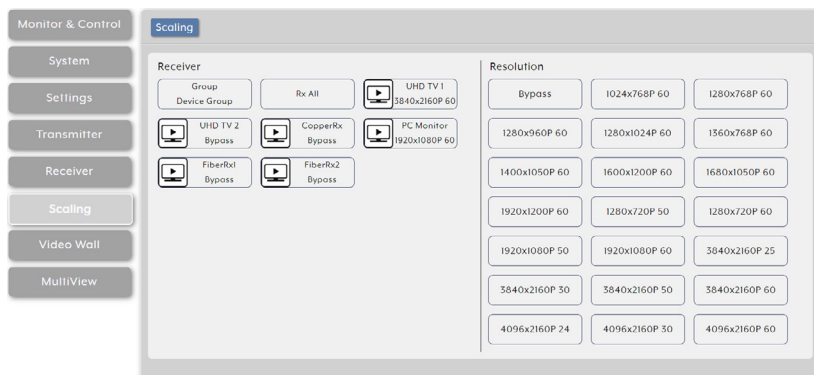 Monitor & Control
System
Settings
Transmitter
Receiver
Scaling
Video Wall
MultiView
Scaling
Receiver
Group
Device Group
Rx All
UHD TV 1
3840x2160P 60
UHD TV 2
Bypass
CopperRx
Bypass
PC Monitor
1920x1080P 60
FiberRx1
Bypass
FiberRx2
Bypass
Resolution
Bypass
1024x768P 60
1280x768P 60
1280x960P 60
1280x1024P 60
1360x768P 60
1400x1050P 60
1600x1200P 60
1680x1050P 60
1920x1200P 60
1280x720P 50
1280x720P 60
1920x1080P 50
1920x1080P 60
3840x2160P 25
3840x2160P 30
3840x2160P 50
3840x2160P 60
4096x2160P 24
4096x2160P 30
4096x2160P 60